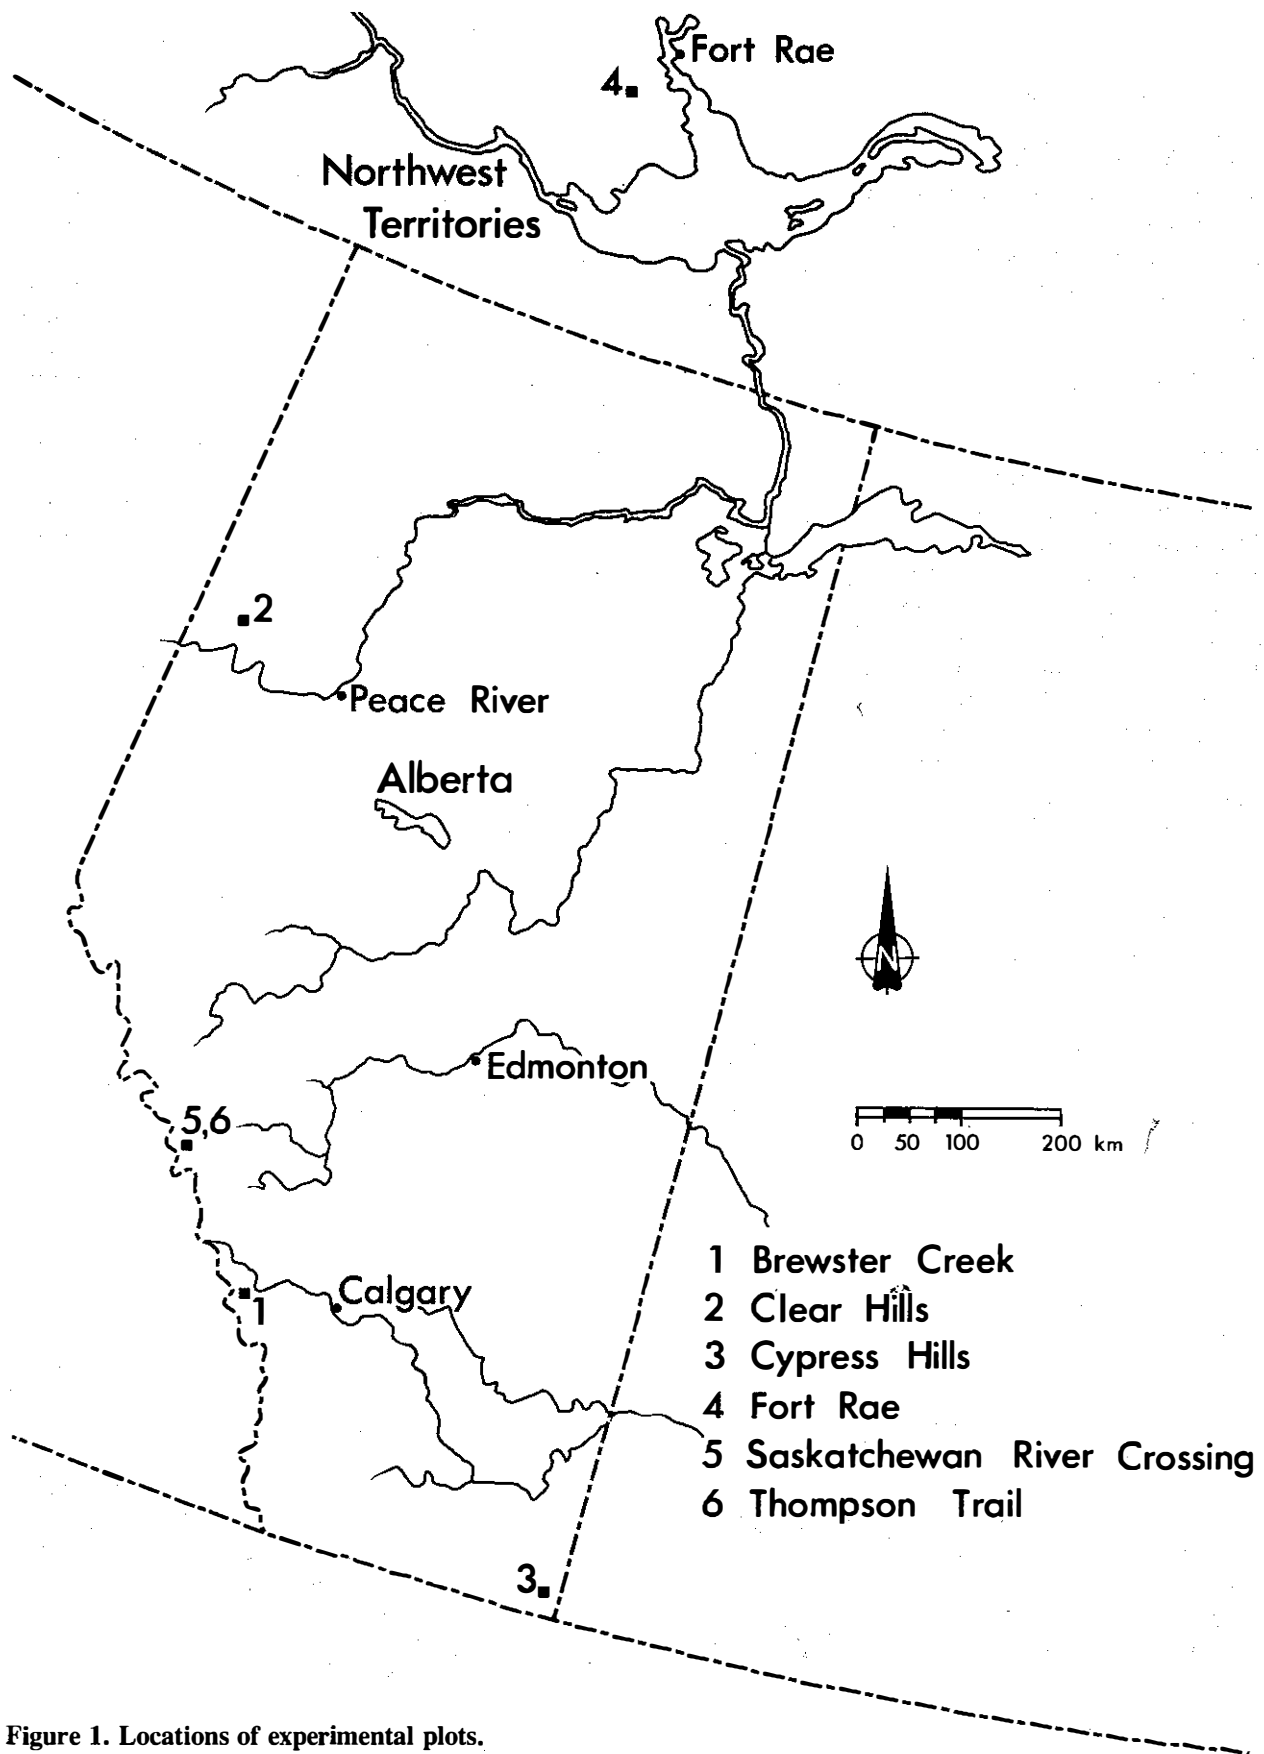 Fort Rae
4
Northwest
Territories
2
Peace River
Alberta
N
Edmonton
5,6
0 50 100 200 km
Calgary
1
1 Brewster Creek
2 Clear Hills
3 Cypress Hills
4 Fort Rae
5 Saskatchewan River Crossing
6 Thompson Trail
3
Figure 1. Locations of experimental plots.